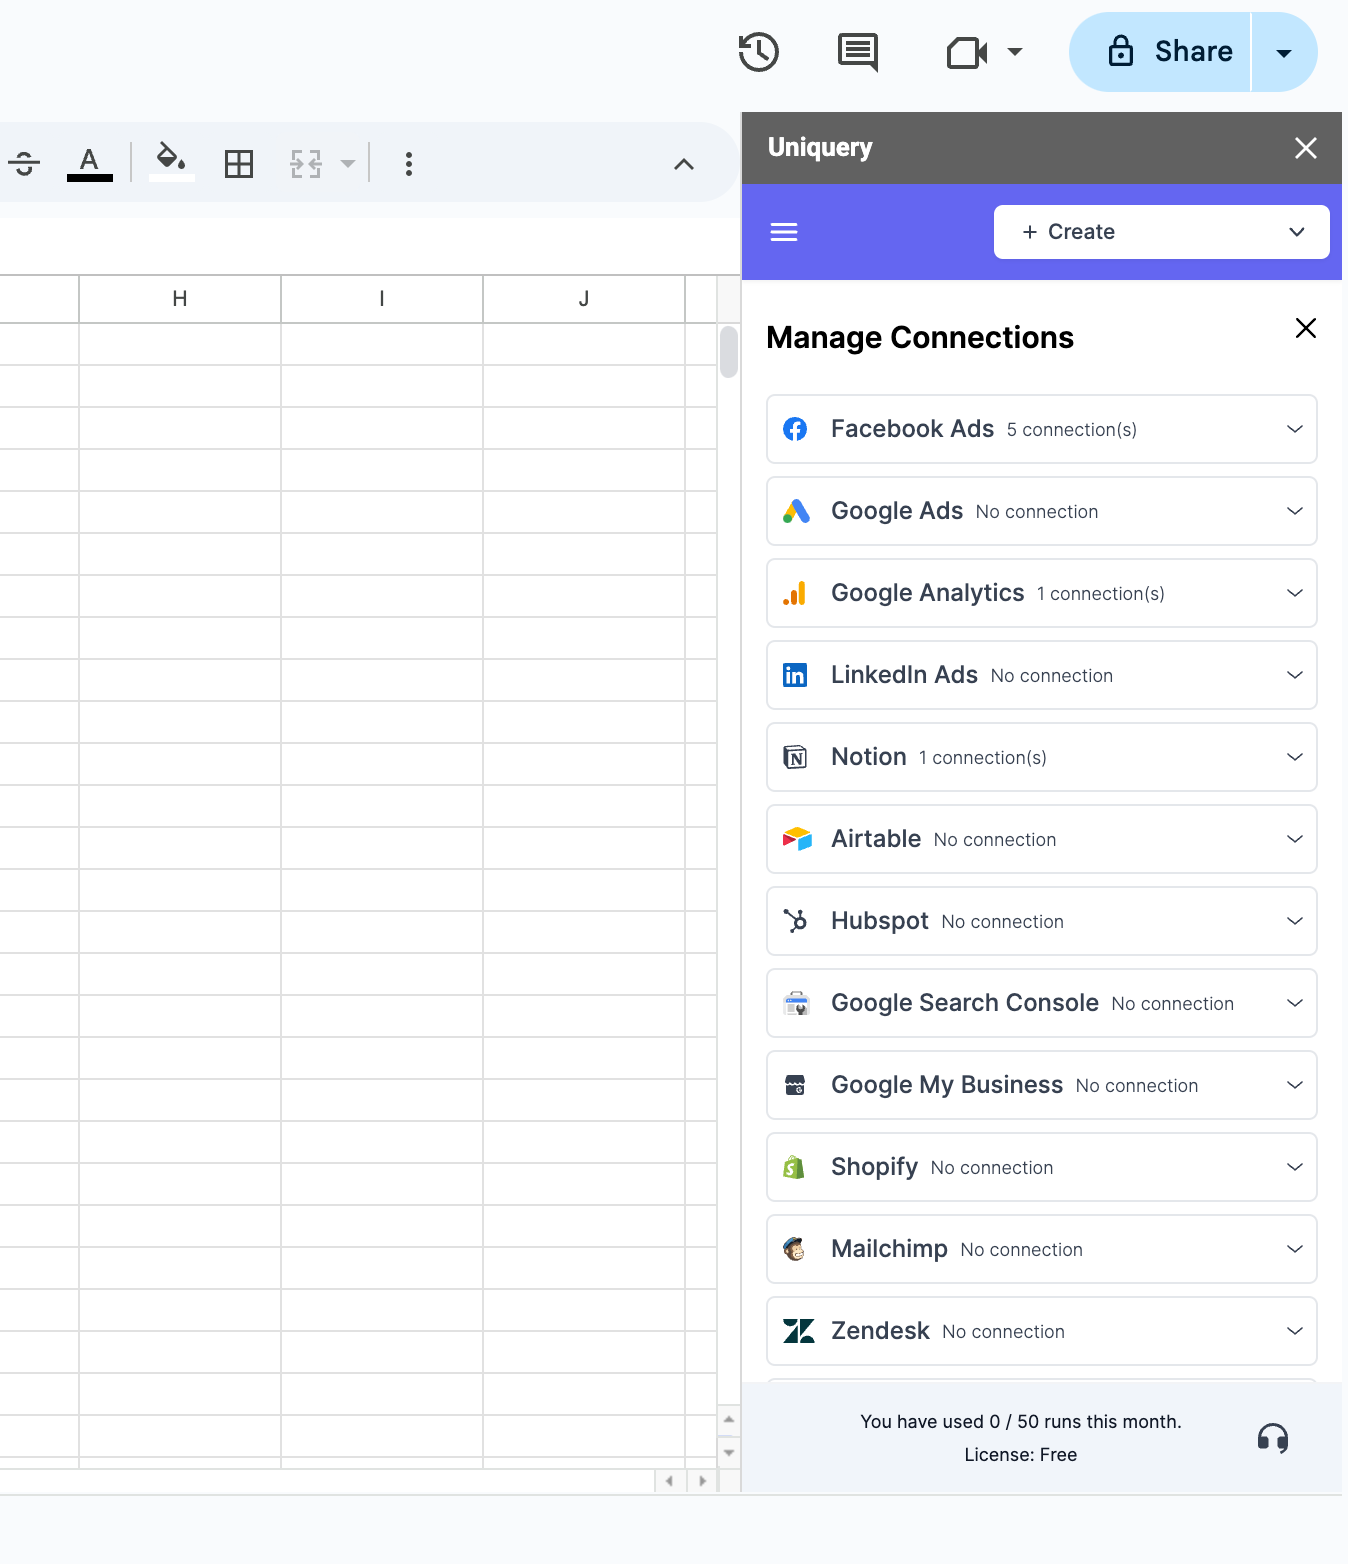 Share
A
Uniquery
+ Create
H I J
Manage Connections
Facebook Ads 5 connection(s)
Google Ads No connection
Google Analytics 1 connection(s)
LinkedIn Ads No connection
Notion 1 connection(s)
Airtable No connection
Hubspot No connection
Google Search Console No connection
Google My Business No connection
Shopify No connection
Mailchimp No connection
Zendesk No connection
You have used 0 / 50 runs this month.
License: Free